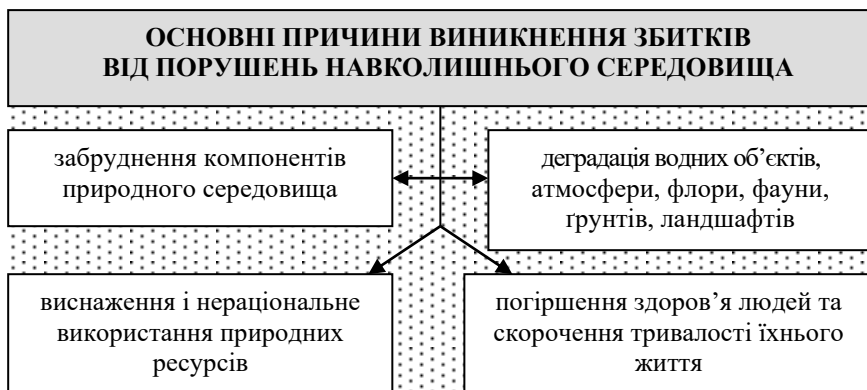 ОСНОВНІ ПРИЧИНИ ВИНИКНЕННЯ ЗБИТКІВ
ВІД ПОРУШЕНЬ НАВКОЛИШНЬОГО СЕРЕДОВИЩА
забруднення компонентів
природного середовища
деградація водних об’єктів,
атмосфери, флори, фауни,
ґрунтів, ландшафтів
виснаження і нераціональне
використання природних
ресурсів
погіршення здоров’я людей та
скорочення тривалості їхнього
життя